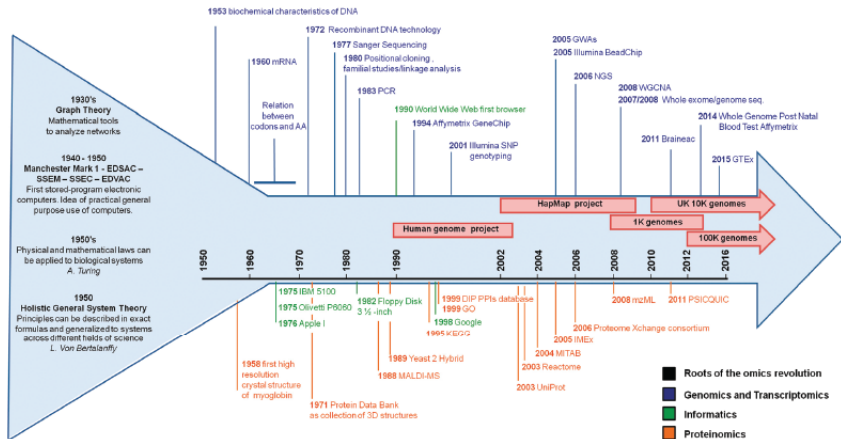 1953 biochemical characteristics of DNA
1972 Recombinant DNA technology
1977 Sanger Sequencing
1980 Positional cloning,
familial studies/linkage analysis
1960 mRNA
1983 PCR
Relation
between
codons and AA
1990 World Wide Web first browser
1994 Affymetrix GeneChip
2001 Illumina SNP
genotyping
2005 GWAs
2005 Illumina BeadChip
2006 NGS
2008 WGCNA
2007/2008 Whole exome/genome seq.
2014 Whole Genome Post Natal
Blood Test Affymetrix
2011 Braineac
2015 GTEx
1930's
Graph Theory
Mathematical tools
to analyze networks
1940 - 1950
Manchester Mark 1 - EDSAC –
SSEM – SSEC – EDVAC
First stored-program electronic
computers. Idea of practical general
purpose use of computers.
1950's
Physical and mathematical laws can
be applied to biological systems
A. Turing
1950
Holistic General System Theory
Principles can be described in exact
formulas and generalized to systems
across different fields of science
L. Von Bertalanffy
HapMap project
UK 10K genomes
Human genome project
1K genomes
100K genomes
1950
1960
1970
1980
1990
2002
2004
2006
2008
2010
2012
2014
2016
1975 IBM 5100
1975 Olivetti P6060
1976 Apple I
1982 Floppy Disk
3 ½ -inch
1999 DIP PPIs database
1999 GO
1998 Google
1995 KEGG
2008 mzML
2011 PSICQUIC
2006 Proteome Xchange consortium
2005 IMEx
2004 MITAB
2003 Reactome
2003 UniProt
1989 Yeast 2 Hybrid
1988 MALDI-MS
1958 first high
resolution
crystal structure
of myoglobin
1971 Protein Data Bank
as collection of 3D structures
Roots of the omics revolution
Genomics and Transcriptomics
Informatics
Proteinomics